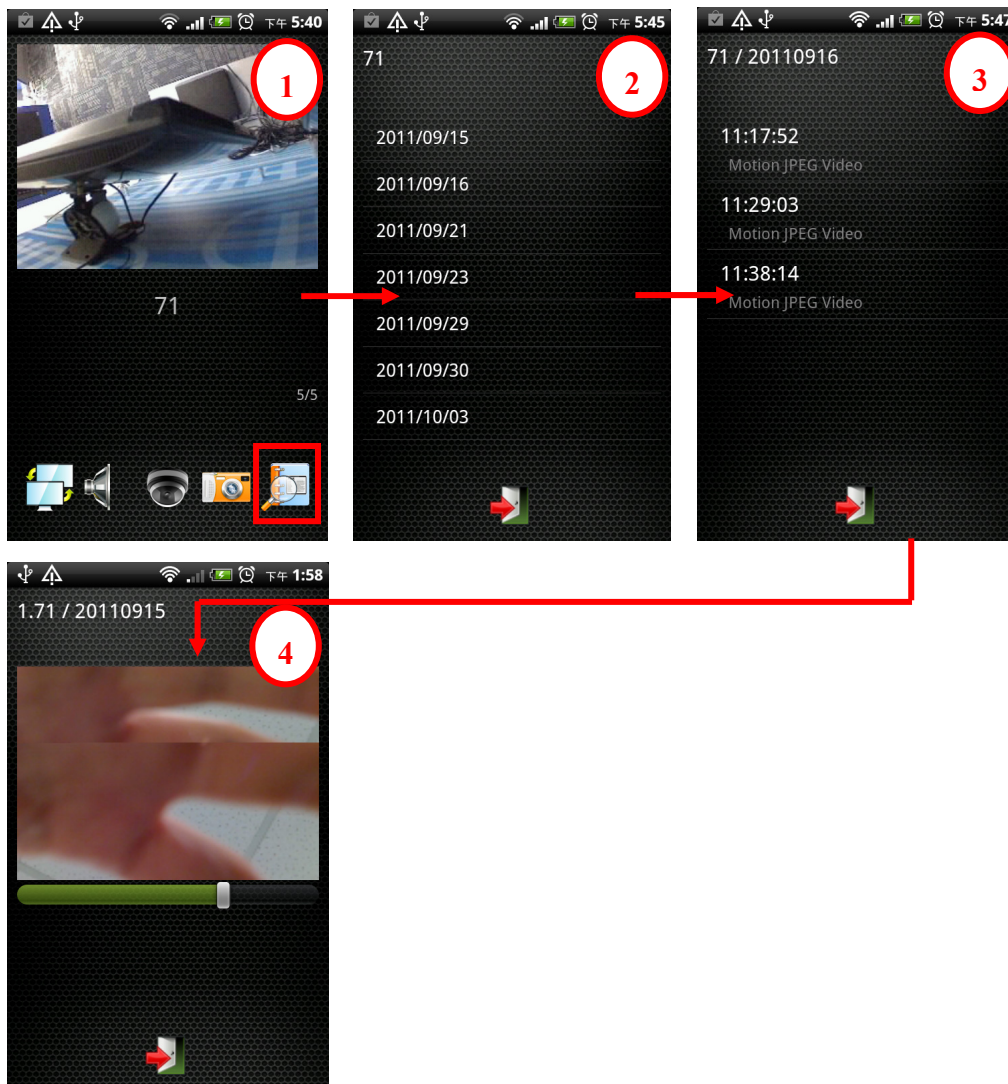 下午 5:40
1
71
5/5
下午 5:45
71
2
2011/09/15
2011/09/16
2011/09/21
2011/09/23
2011/09/29
2011/09/30
2011/10/03
下午 5:47
71 / 20110916
3
11:17:52
Motion JPEG Video
11:29:03
Motion JPEG Video
11:38:14
Motion JPEG Video
下午 1:58
1.71 / 20110915
4